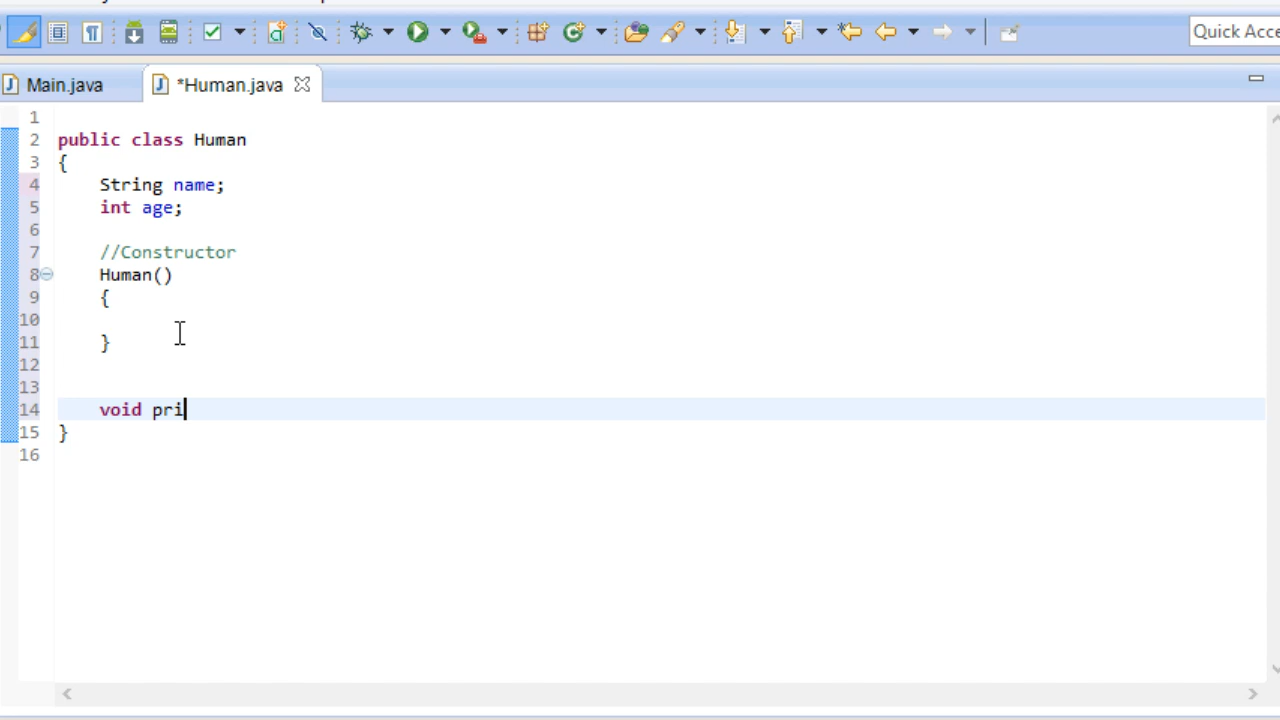 Quick Acce
Main.java
*Human.java
1
2 public class Human
3 {
4 String name;
5 int age;
6
7 //Constructor
8 Human()
9 {
10
11 }
12
13
14 void pri
15 }
16